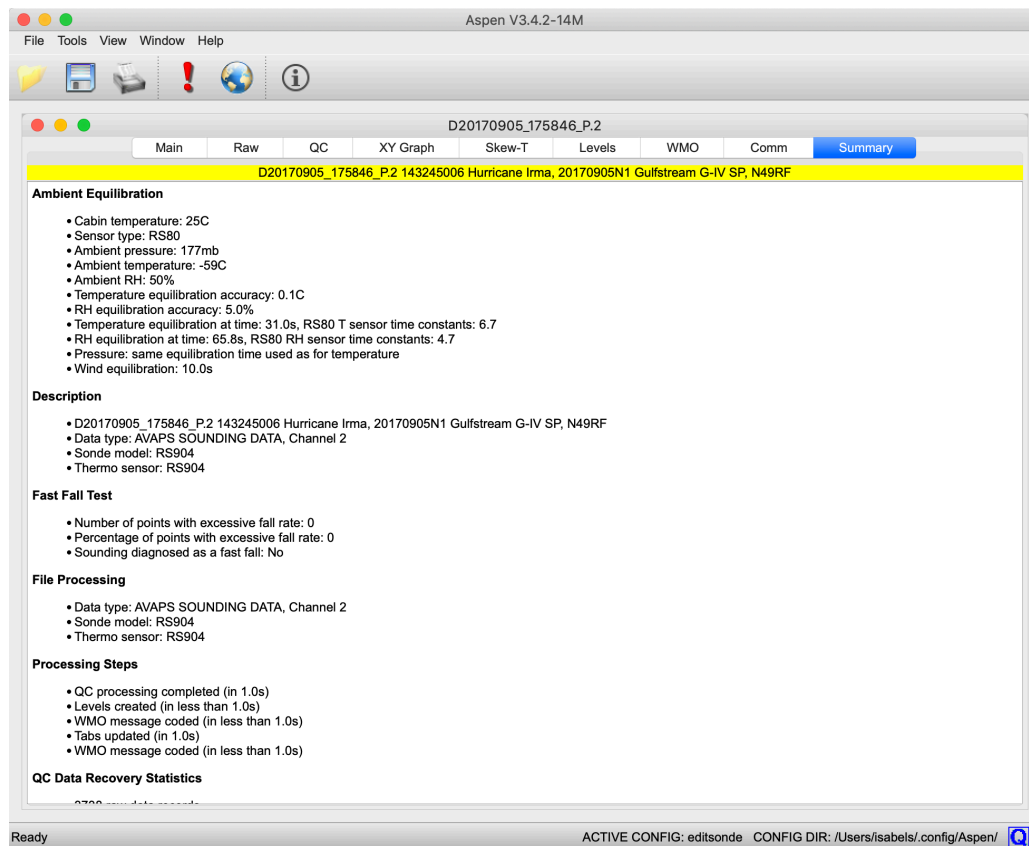 Aspen V3.4.2-14M
File Tools View Window Help
D20170905_175846_P.2
Main Raw QC XY Graph Skew-T Levels WMO Comm Summary
D20170905_175846_P.2 143245006 Hurricane Irma, 20170905N1 Gulfstream G-IV SP, N49RF
Ambient Equilibration
• Cabin temperature: 25C
• Sensor type: RS80
• Ambient pressure: 177mb
• Ambient temperature: -59C
• Ambient RH: 50%
• Temperature equilibration accuracy: 0.1C
• RH equilibration accuracy: 5.0%
• Temperature equilibration at time: 31.0s, RS80 T sensor time constants: 6.7
• RH equilibration at time: 65.8s, RS80 RH sensor time constants: 4.7
• Pressure: same equilibration time used as for temperature
• Wind equilibration: 10.0s
Description
• D20170905_175846_P.2 143245006 Hurricane Irma, 20170905N1 Gulfstream G-IV SP, N49RF
• Data type: AVAPS SOUNDING DATA, Channel 2
• Sonde model: RS904
• Thermo sensor: RS904
Fast Fall Test
• Number of points with excessive fall rate: 0
• Percentage of points with excessive fall rate: 0
• Sounding diagnosed as a fast fall: No
File Processing
• Data type: AVAPS SOUNDING DATA, Channel 2
• Sonde model: RS904
• Thermo sensor: RS904
Processing Steps
• QC processing completed (in 1.0s)
• Levels created (in less than 1.0s)
• WMO message coded (in less than 1.0s)
• Tabs updated (in 1.0s)
• WMO message coded (in less than 1.0s)
QC Data Recovery Statistics
raw data records
Ready ACTIVE CONFIG: editsonde CONFIG DIR: /Users/isabels/.config/Aspen/ Q